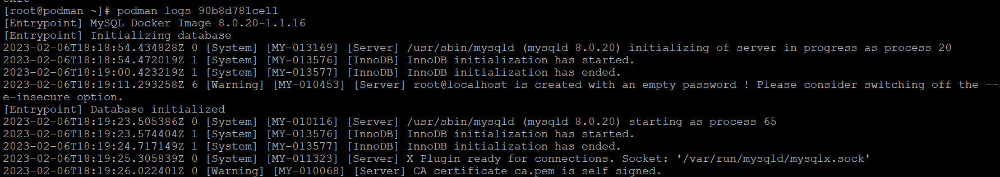 exit
[root@podman ~]# podman logs 90b8d781ce11
[Entrypoint] MySQL Docker Image 8.0.20-1.1.16
[Entrypoint] Initializing database
2023-02-06T18:18:54.434828Z 0 [System] [MY-013169] [Server] /usr/sbin/mysqld (mysqld 8.0.20) initializing of server in progress as process 20
2023-02-06T18:18:54.472019Z 1 [System] [MY-013576] [InnoDB] InnoDB initialization has started.
2023-02-06T18:19:00.423219Z 1 [System] [MY-013577] [InnoDB] InnoDB initialization has ended.
2023-02-06T18:19:11.293258Z 6 [Warning] [MY-010453] [Server] root@localhost is created with an empty password ! Please consider switching off the --
e-insecure option.
[Entrypoint] Database initialized
2023-02-06T18:19:23.505386Z 0 [System] [MY-010116] [Server] /usr/sbin/mysqld (mysqld 8.0.20) starting as process 65
2023-02-06T18:19:23.574404Z 1 [System] [MY-013576] [InnoDB] InnoDB initialization has started.
2023-02-06T18:19:24.717149Z 1 [System] [MY-013577] [InnoDB] InnoDB initialization has ended.
2023-02-06T18:19:25.305839Z 0 [System] [MY-011323] [Server] X Plugin ready for connections. Socket: '/var/run/mysqld/mysqlx.sock'
2023-02-06T18:19:26.022401Z 0 [Warning] [MY-010068] [Server] CA certificate ca.pem is self signed.